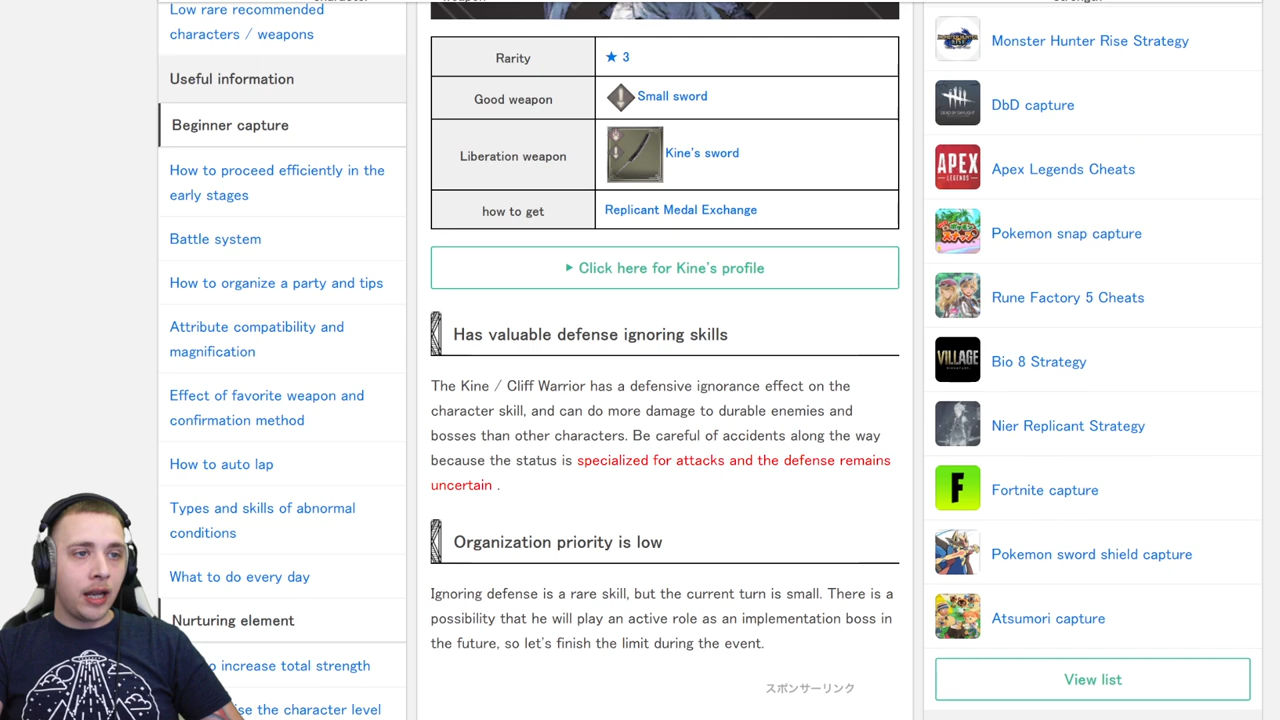 Low rare recommended
characters / weapons
Useful information
Beginner capture
How to proceed efficiently in the
early stages
Battle system
How to organize a party and tips
Attribute compatibility and
magnification
Effect of favorite weapon and
confirmation method
How to auto lap
Types and skills of abnormal
conditions
What to do every day
Nurturing element
o increase total strength
se the character level
Rarity
★ 3
Good weapon
Small sword
Liberation weapon
Kine's sword
how to get
Replicant Medal Exchange
Click here for Kine's profile
Has valuable defense ignoring skills
The Kine / Cliff Warrior has a defensive ignorance effect on the
character skill, and can do more damage to durable enemies and
bosses than other characters. Be careful of accidents along the way
because the status is specialized for attacks and the defense remains
uncertain .
Organization priority is low
Ignoring defense is a rare skill, but the current turn is small. There is a
possibility that he will play an active role as an implementation boss in
the future, so let's finish the limit during the event.
スポンサーリンク
Monster Hunter Rise Strategy
DbD capture
APEX
LEGENDS
Apex Legends Cheats
Pokemon snap capture
Rune Factory 5 Cheats
VILLAGE
Bio 8 Strategy
Nier Replicant Strategy
F
Fortnite capture
Pokemon sword shield capture
Atsumori capture
View list